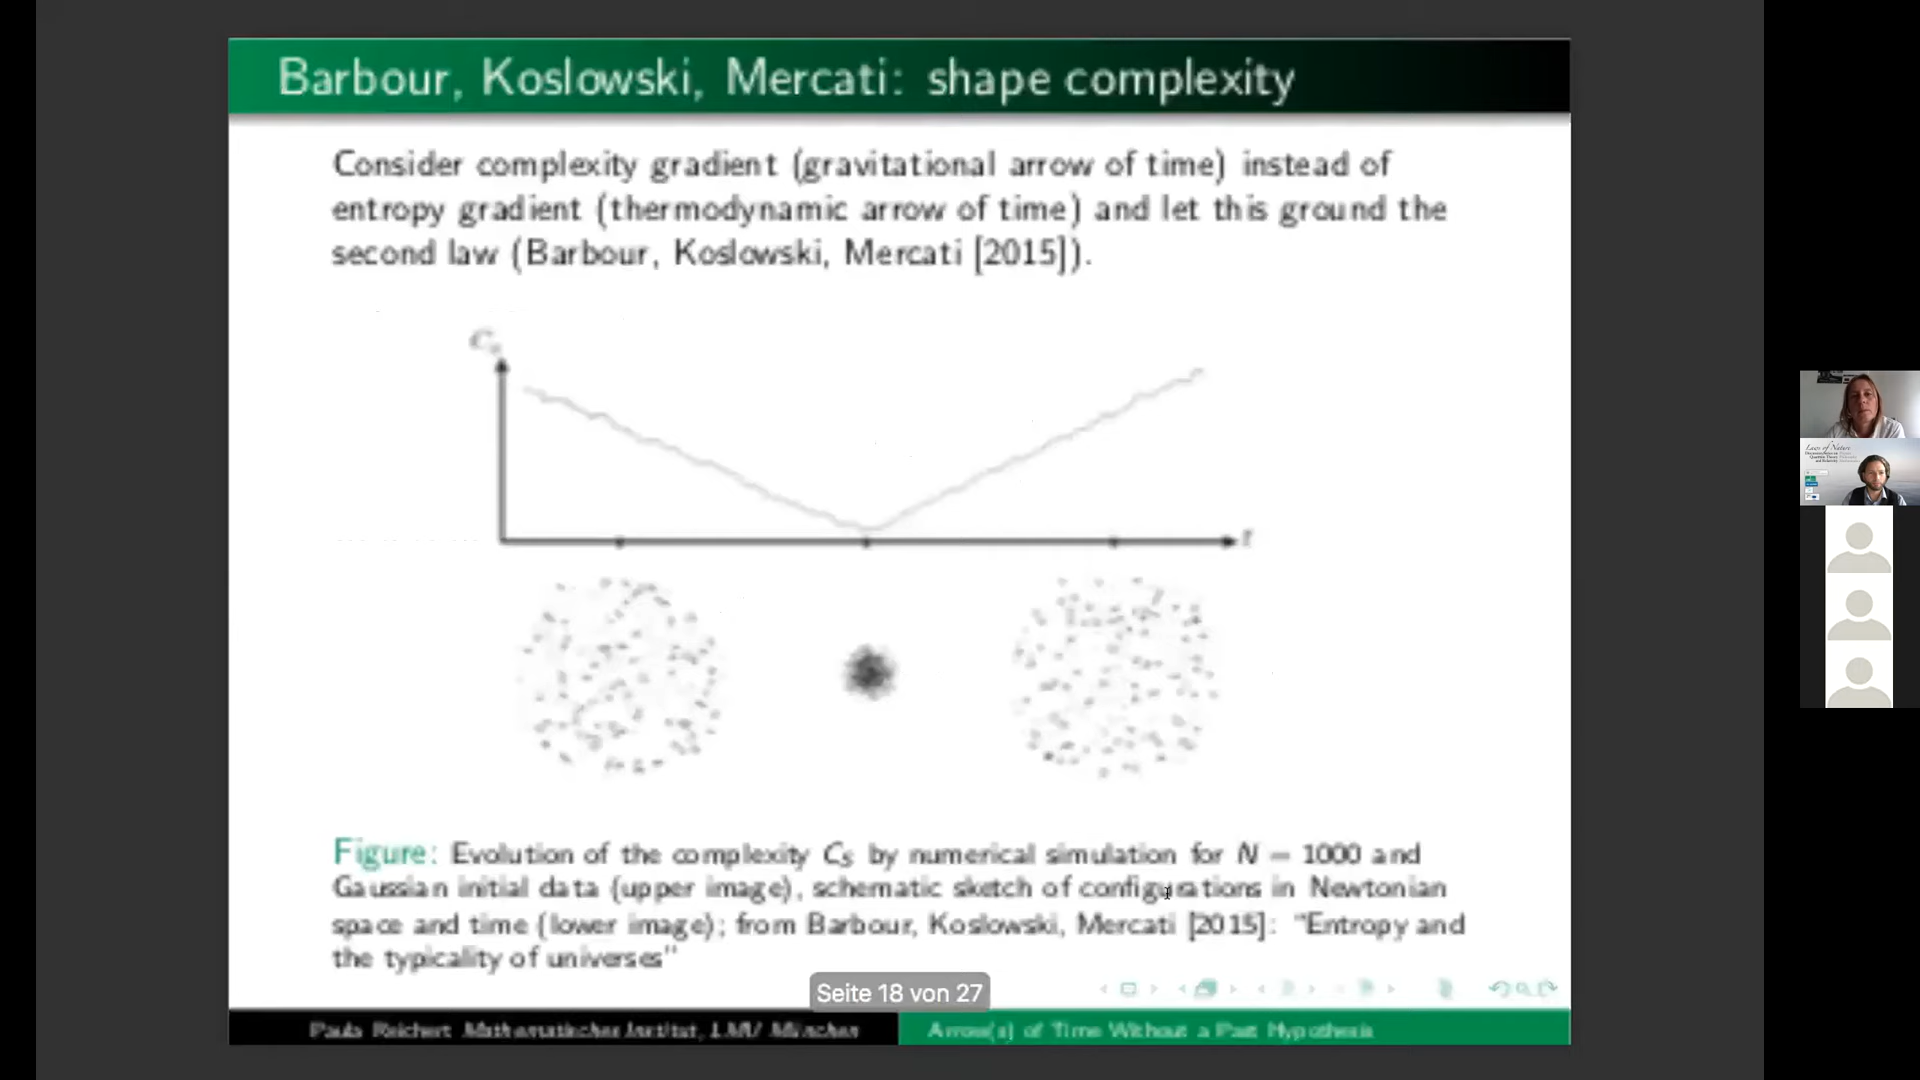 Barbour, Koslowski, Mercati: shape complexity
Consider complexity gradient (gravitational arrow of time) instead of
entropy gradient (thermodynamic arrow of time) and let this ground the
second law (Barbour, Koslowski, Mercati [2015]).
C
t
Figure: Evolution of the complexity CS by numerical simulation for N = 1000 and
Gaussian initial data (upper image), schematic sketch of configurations in Newtonian
space and time (lower image); from Barbour, Koslowski, Mercati [2015]: "Entropy and
the typicality of universes"
Seite 18 von 27
Paula Reichert Mathematisches Institut, LMU München
Arrow(s) of Time Without a Past Hypothesis
Laws of Nature